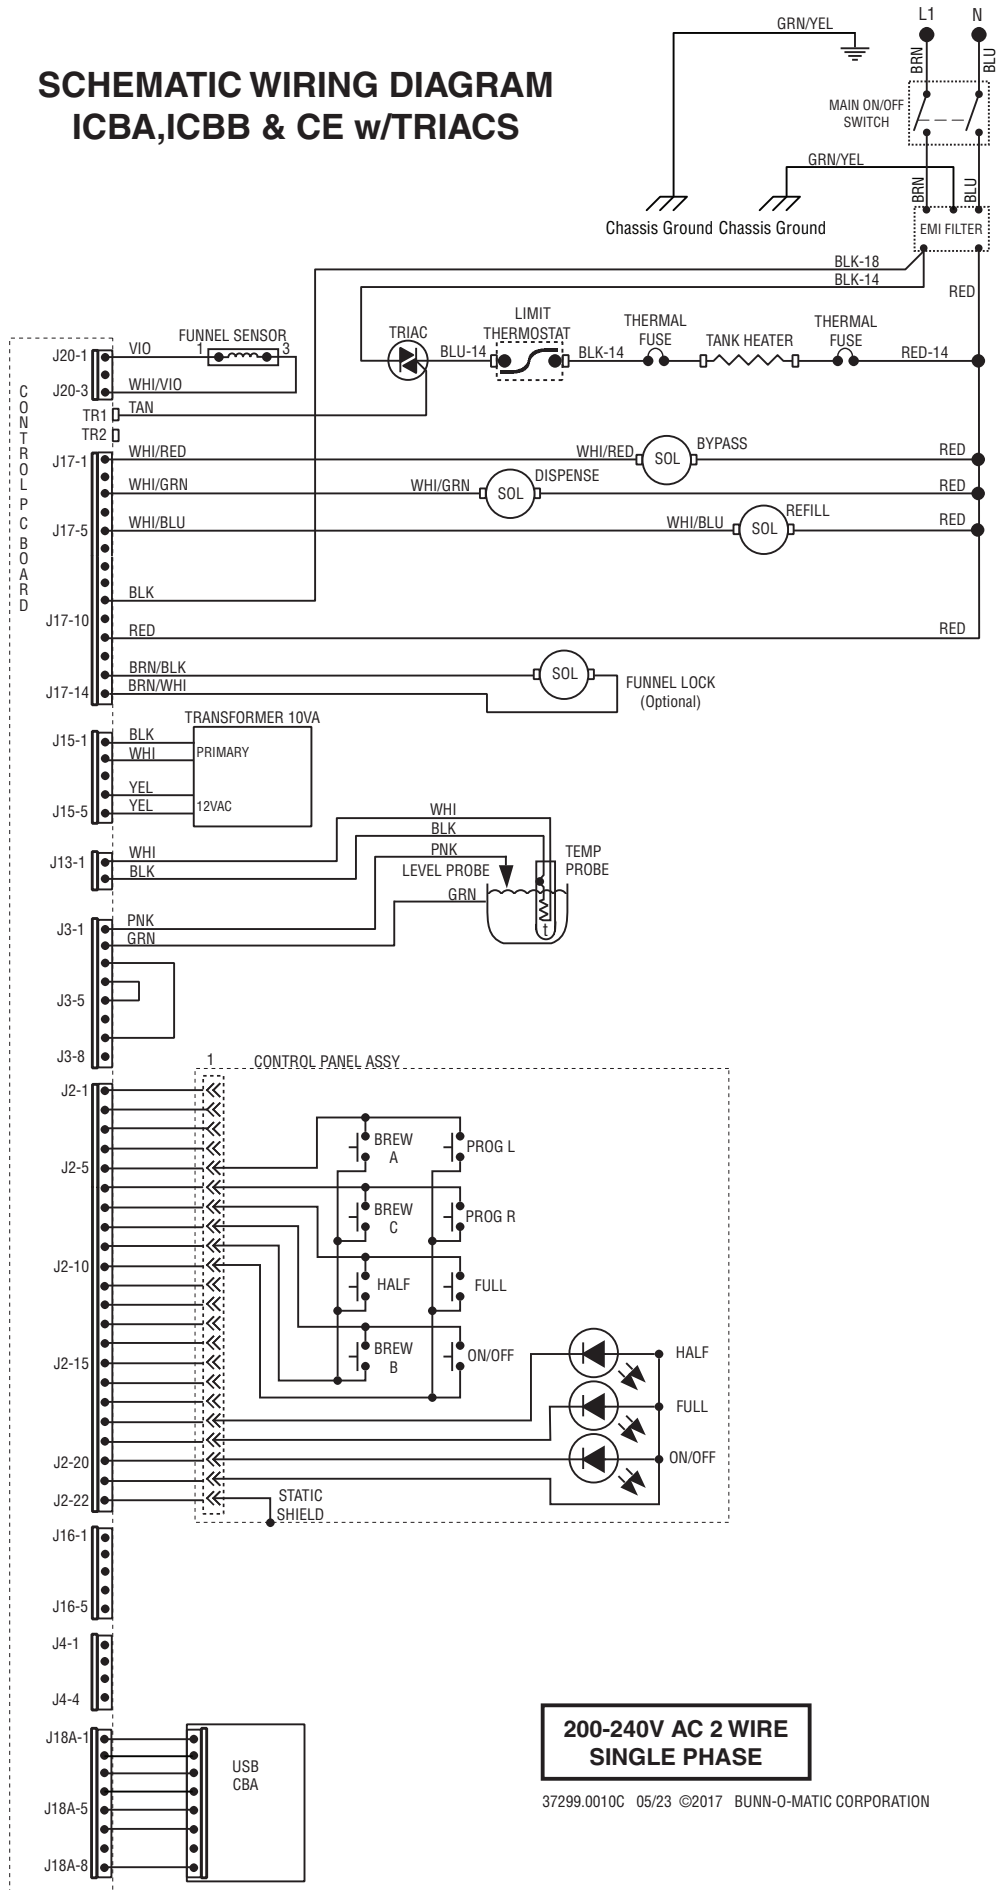 L1
N
GRN/YEL
BRN
BLU
SCHEMATIC WIRING DIAGRAM
ICBA,ICBB & CE w/TRIACS
MAIN ON/OFF
SWITCH
GRN/YEL
BRN
BLU
Chassis Ground
Chassis Ground
EMI FILTER
BLK-18
BLK-14
RED
FUNNEL SENSOR
1
3
TRIAC
LIMIT
THERMOSTAT
THERMAL
FUSE
TANK HEATER
THERMAL
FUSE
J20-1
VIO
BLU-14
BLK-14
RED-14
J20-3
WHI/VIO
TR1
TAN
TR2
CONTROL PC BOARD
J17-1
WHI/RED
WHI/RED
SOL
BYPASS
RED
WHI/GRN
WHI/GRN
SOL
DISPENSE
RED
J17-5
WHI/BLU
WHI/BLU
SOL
REFILL
RED
BLK
J17-10
RED
RED
BRN/BLK
SOL
FUNNEL LOCK
(Optional)
J17-14
BRN/WHI
TRANSFORMER 10VA
J15-1
BLK
WHI
PRIMARY
YEL
J15-5
YEL
12VAC
WHI
BLK
PNK
J13-1
WHI
BLK
LEVEL PROBE
TEMP
PROBE
GRN
t
J3-1
PNK
GRN
J3-5
J3-8
1
CONTROL PANEL ASSY
J2-1
J2-5
BREW
A
PROG L
BREW
C
PROG R
J2-10
HALF
FULL
J2-15
BREW
B
ON/OFF
HALF
FULL
J2-20
ON/OFF
J2-22
STATIC
SHIELD
J16-1
J16-5
J4-1
J4-4
J18A-1
USB
CBA
J18A-5
J18A-8
200-240V AC 2 WIRE
SINGLE PHASE
37299.0010C 05/23 ©2017 BUNN-O-MATIC CORPORATION